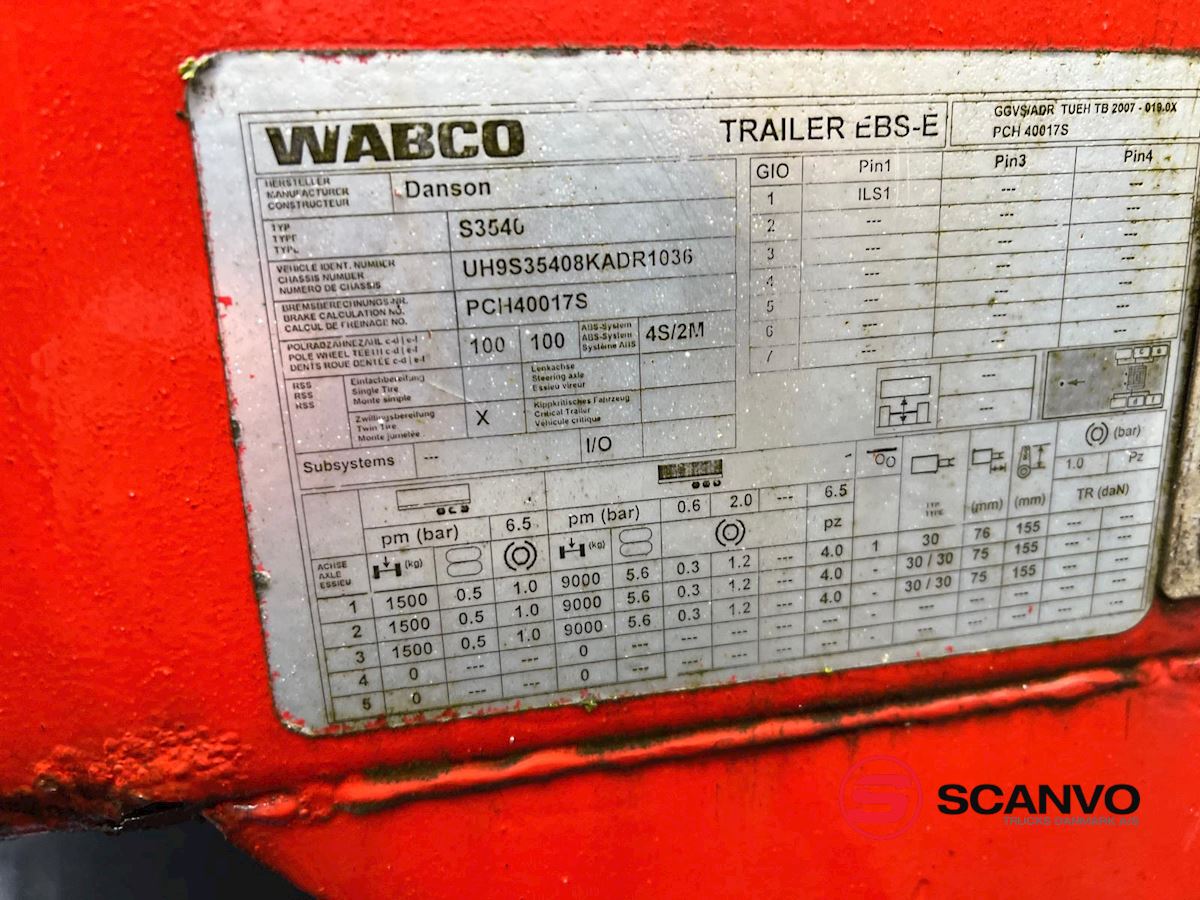 WABCO
TRAILER EBS-E
GGVS/ADR TUEH TB 2007 - 019.0X
PCH 40017S
HERSTELLER
MANUFACTURER
CONSTRUCTEUR
Danson
TYP
TYPE
TYPE
S3540
VEHICLE IDENT. NUMBER
CHASSIS NUMBER
NUMERO DE CHASSIS
UH9S35408KADR1036
BREMSBERECHNUNGS-NR.
BRAKE CALCULATION NO.
CALCUL DE FREINAGE NO.
PCH40017S
POLRADZAHNEZAHL c-d | e-f
POLE WHEEL TEETH c-d | e-f
DENTS ROUE DENTEE c-d | e-f
100 100
ABS-System
ABS-System
Système ABS
4S/2M
RSS
RSS
RSS
Einfachbereifung
Single Tire
Monte simple
Lenkachse
Steering axle
Essieu vireur
Zwillingsbereifung
Twin Tire
Monte jumelée
X
Kippkritisches Fahrzeug
Critical Trailer
Véhicule critique
Subsystems --- I/O
GIO Pin1 Pin3 Pin4
1 ILS1 --- ---
2 --- --- ---
3 --- --- ---
4 --- --- ---
5 --- --- ---
6 --- --- ---
7 --- --- ---
---
---
(bar)
1.0 Pz
TR (daN)
pm (bar) 6.5 pm (bar) 0.6 2.0 --- 6.5
pz
TYP
TYPE
(mm) (mm)
ACHSE
AXLE
ESSIEU
(kg) (kg)
1 1500 0.5 1.0 9000 5.6 0.3 1.2 --- 4.0 1 30 76 155 --- ---
2 1500 0.5 1.0 9000 5.6 0.3 1.2 --- 4.0 - 30 / 30 75 155 --- ---
3 1500 0.5 1.0 9000 5.6 0.3 1.2 --- 4.0 - 30 / 30 75 155 --- ---
4 0 --- --- 0 --- --- --- --- --- - --- --- --- --- ---
5 0 --- --- 0 --- --- --- --- --- - --- --- --- --- ---
SCANVO
TRUCKS DANMARK A/S